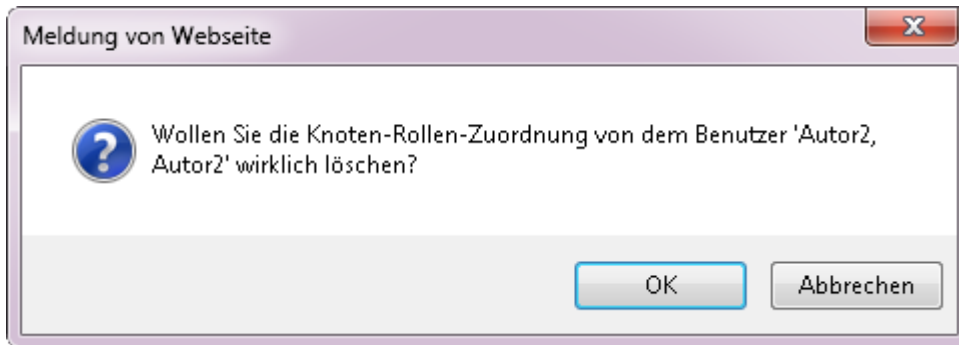 Meldung von Webseite
Wollen Sie die Knoten-Rollen-Zuordnung von dem Benutzer 'Autor2,
Autor2' wirklich löschen?
OK
Abbrechen